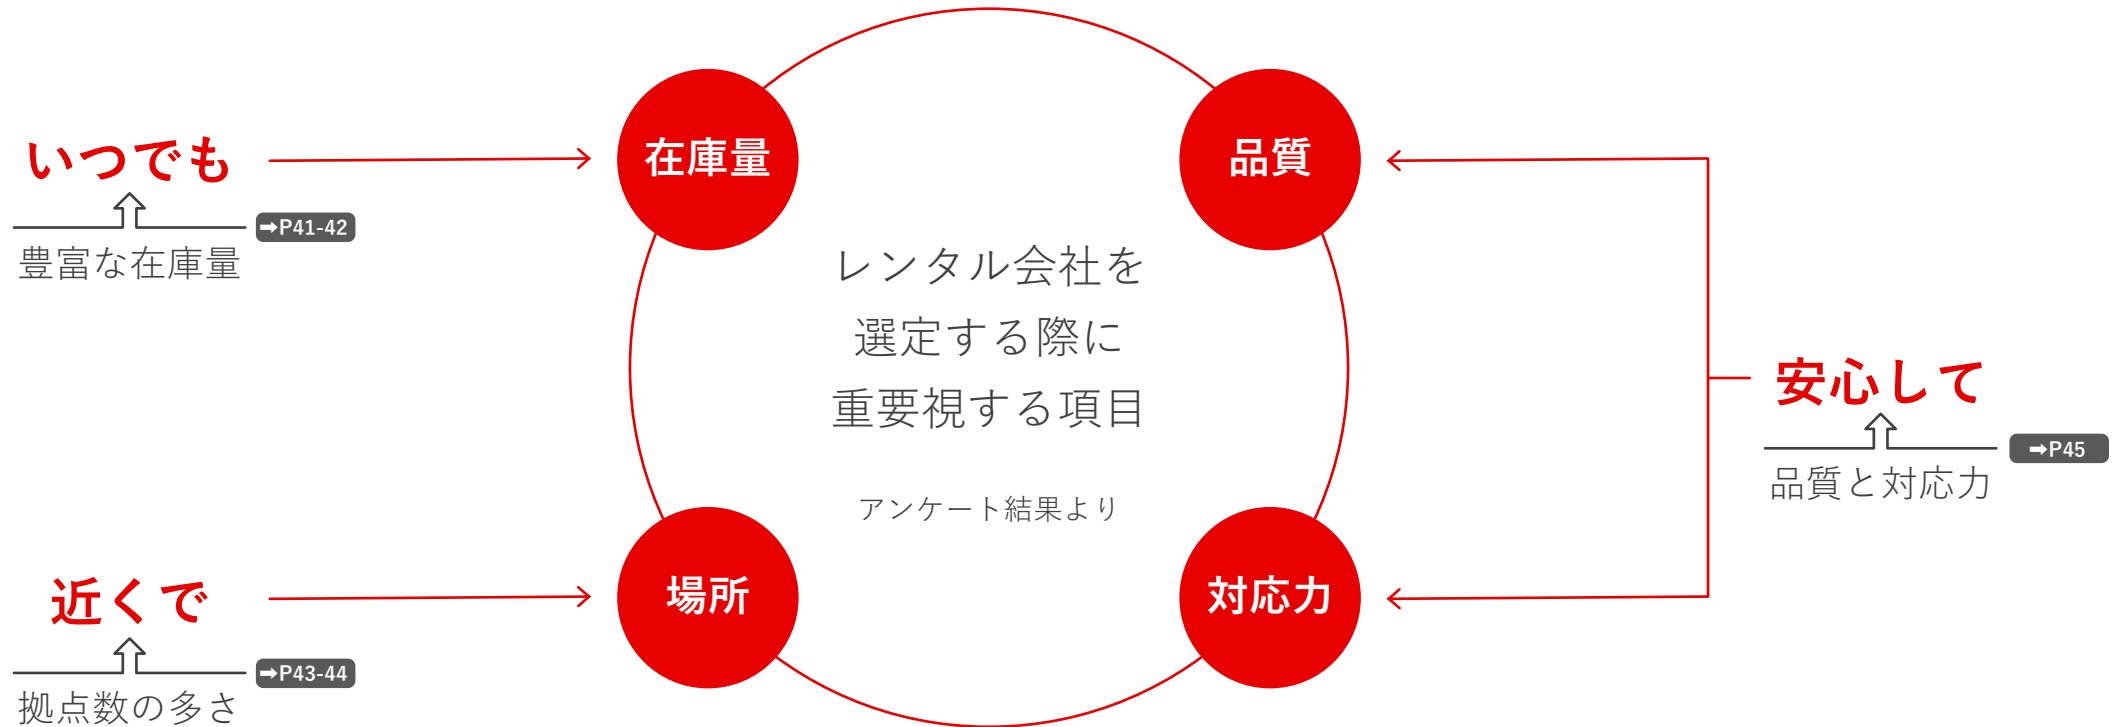 いつでも
➡P41-42
豊富な在庫量
近くで
➡P43-44
拠点数の多さ
在庫量
品質
場所
対応力
レンタル会社を
選定する際に
重要視する項目
アンケート結果より
安心して
➡P45
品質と対応力